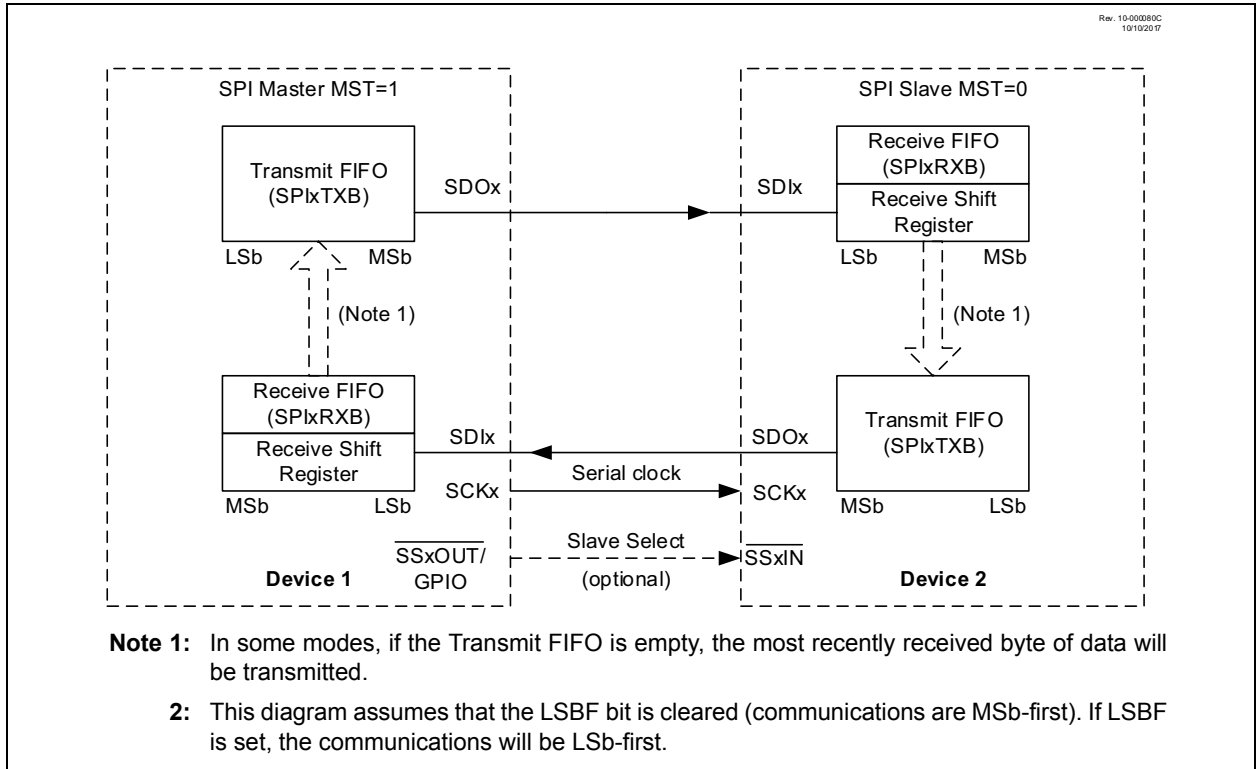 Rev. 10-000080C
10/10/2017
SPI Master MST=1
SPI Slave MST=0
Transmit FIFO
(SPIxTXB)
SDOx
SDIx
Receive FIFO
(SPIxRXB)
Receive Shift
Register
LSb
MSb
LSb
MSb
(Note 1)
(Note 1)
Receive FIFO
(SPIxRXB)
Receive Shift
Register
SDIx
SDOx
Transmit FIFO
(SPIxTXB)
Serial clock
SCKx
SCKx
MSb
LSb
MSb
LSb
SSxOUT/
GPIO
Slave Select
(optional)
SSxIN
Device 1
Device 2
Note 1: In some modes, if the Transmit FIFO is empty, the most recently received byte of data will
be transmitted.
2: This diagram assumes that the LSBF bit is cleared (communications are MSb-first). If LSBF
is set, the communications will be LSb-first.